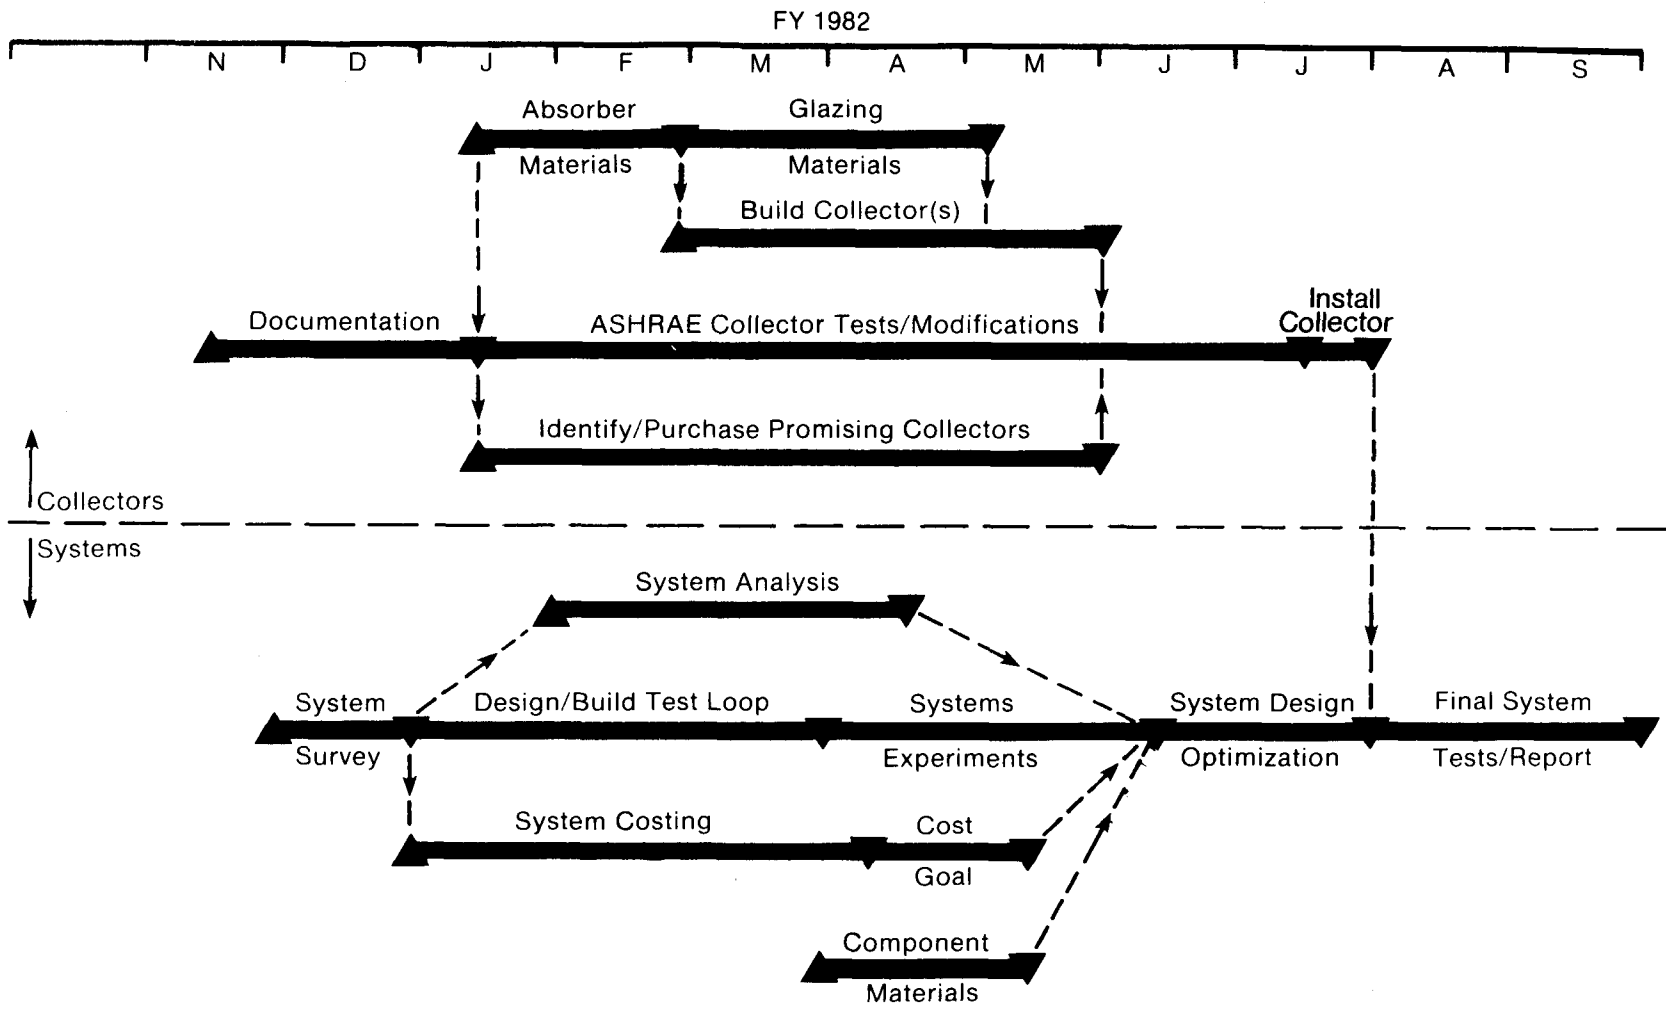 FY 1982
N D J F M A M J J A S
Absorber Glazing
Materials Materials
Build Collector(s)
Install
Documentation ASHRAE Collector Tests/Modifications Collector
Identify/Purchase Promising Collectors
Collectors
Systems
System Analysis
System Design/Build Test Loop Systems System Design Final System
Survey Experiments Optimization Tests/Report
System Costing Cost
Goal
Component
Materials